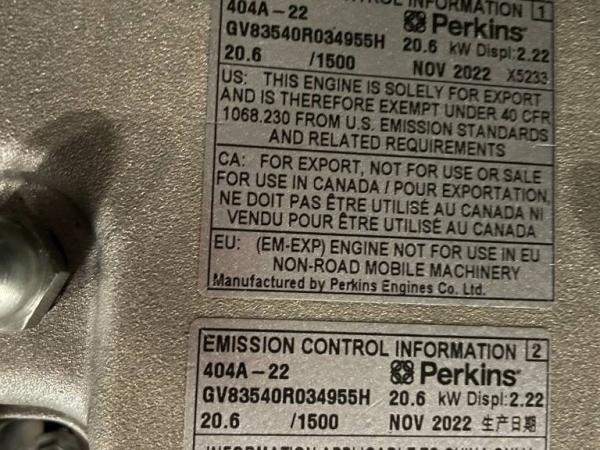 CONTROL INFORMATION 1
404A-22 Perkins
GV83540R034955H 20.6 kW Displ:2.22
20.6 /1500 NOV 2022 X5233
US: THIS ENGINE IS SOLELY FOR EXPORT
AND IS THEREFORE EXEMPT UNDER 40 CFR
1068.230 FROM U.S. EMISSION STANDARDS
AND RELATED REQUIREMENTS
CA: FOR EXPORT, NOT FOR USE OR SALE
FOR USE IN CANADA / POUR EXPORTATION,
NE DOIT PAS ÊTRE UTILISÉ AU CANADA NI
VENDU POUR ÊTRE UTILISÉ AU CANADA
EU: (EM-EXP) ENGINE NOT FOR USE IN EU
NON-ROAD MOBILE MACHINERY
Manufactured by Perkins Engines Co. Ltd.
EMISSION CONTROL INFORMATION 2
404A-22 Perkins
GV83540R034955H 20.6 kW Displ:2.22
20.6 /1500 NOV 2022 生产日期